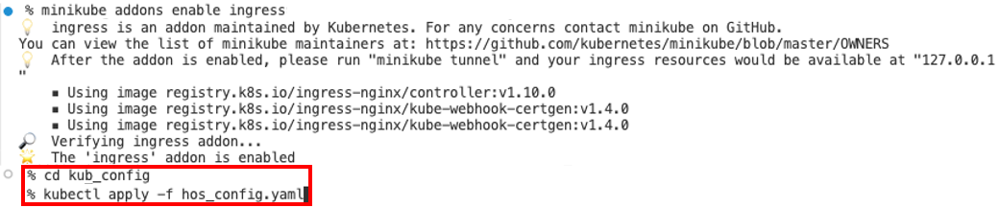 % minikube addons enable ingress
ingress is an addon maintained by Kubernetes. For any concerns contact minikube on GitHub.
You can view the list of minikube maintainers at: https://github.com/kubernetes/minikube/blob/master/OWNERS
After the addon is enabled, please run "minikube tunnel" and your ingress resources would be available at "127.0.0.1
"
▪ Using image registry.k8s.io/ingress-nginx/controller:v1.10.0
▪ Using image registry.k8s.io/ingress-nginx/kube-webhook-certgen:v1.4.0
▪ Using image registry.k8s.io/ingress-nginx/kube-webhook-certgen:v1.4.0
Verifying ingress addon...
The 'ingress' addon is enabled
% cd kub_config
% kubectl apply -f hos_config.yaml